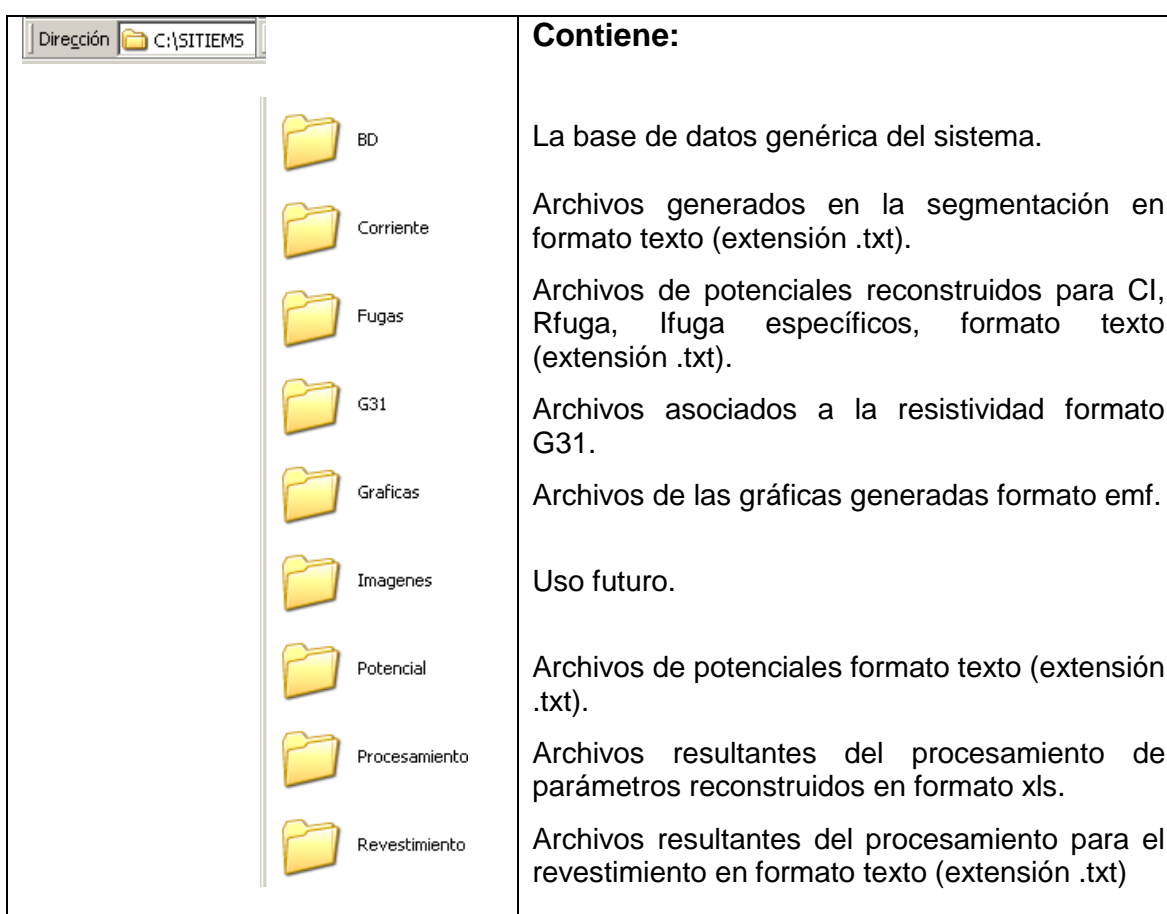 Dirección C:\SITIEMS
Contiene:
BD
La base de datos genérica del sistema.
Corriente
Archivos generados en la segmentación en
formato texto (extensión .txt).
Fugas
Archivos de potenciales reconstruidos para CI,
Rfuga, Ifuga específicos, formato texto
(extensión .txt).
G31
Archivos asociados a la resistividad formato
G31.
Graficas
Archivos de las gráficas generadas formato emf.
Imagenes
Uso futuro.
Potencial
Archivos de potenciales formato texto (extensión
.txt).
Procesamiento
Archivos resultantes del procesamiento de
parámetros reconstruidos en formato xls.
Revestimiento
Archivos resultantes del procesamiento para el
revestimiento en formato texto (extensión .txt)